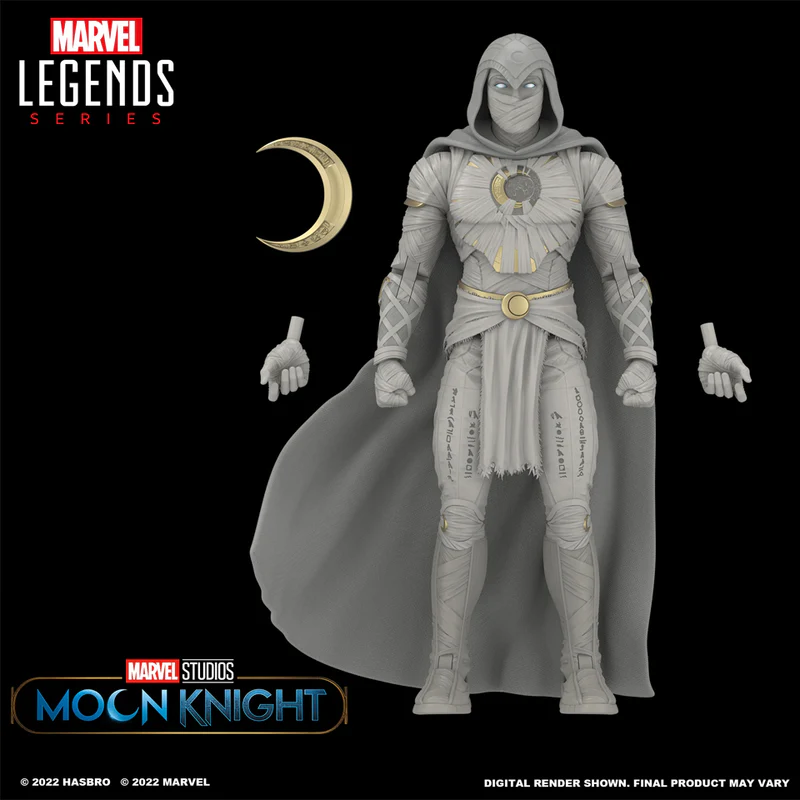 MARVEL
LEGENDS
SERIES
MARVEL STUDIOS
MOON KNIGHT
© 2022 HASBRO © 2022 MARVEL
DIGITAL RENDER SHOWN. FINAL PRODUCT MAY VARY